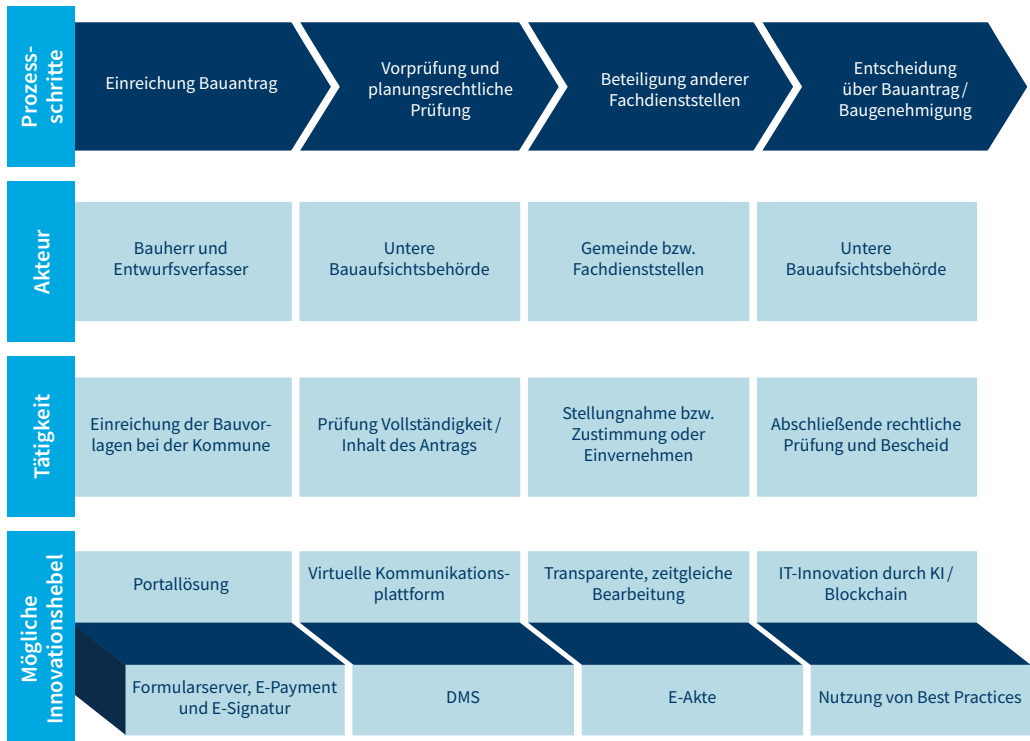 Prozess-
schritte
Einreichung Bauantrag
Vorprüfung und
planungsrechtliche
Prüfung
Beteiligung anderer
Fachdienststellen
Entscheidung
über Bauantrag/
Baugenehmigung
Akteur
Bauherr und
Entwurfsverfasser
Untere
Bauaufsichtsbehörde
Gemeinde bzw.
Fachdienststellen
Untere
Bauaufsichtsbehörde
Tätigkeit
Einreichung der Bauvor-
lagen bei der Kommune
Prüfung Vollständigkeit/
Inhalt des Antrags
Stellungnahme bzw.
Zustimmung oder
Einvernehmen
Abschließende rechtliche
Prüfung und Bescheid
Mögliche
Innovationshebel
Portallösung
Virtuelle Kommunikations-
plattform
Transparente, zeitgleiche
Bearbeitung
IT-Innovation durch KI/
Blockchain
Formularserver, E-Payment
und E-Signatur
DMS
E-Akte
Nutzung von Best Practices